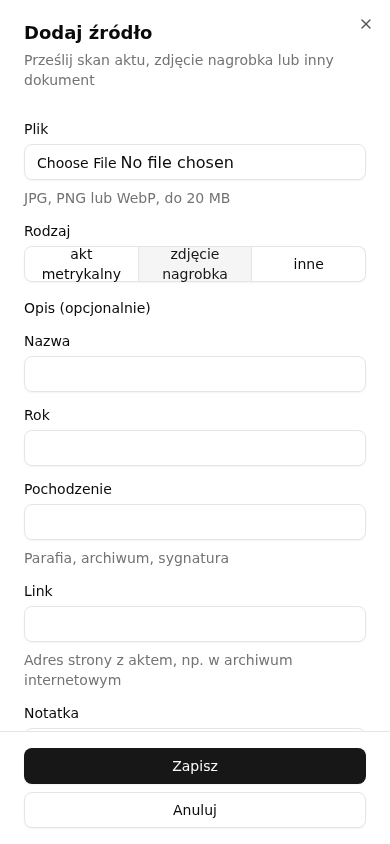 Dodaj źródło
Prześlij skan aktu, zdjęcie nagrobka lub inny
dokument
Plik
Choose File No file chosen
JPG, PNG lub WebP, do 20 MB
Rodzaj
akt
metrykalny
zdjęcie
nagrobka
inne
Opis (opcjonalnie)
Nazwa
Rok
Pochodzenie
Parafia, archiwum, sygnatura
Link
Adres strony z aktem, np. w archiwum
internetowym
Notatka
Zapisz
Anuluj